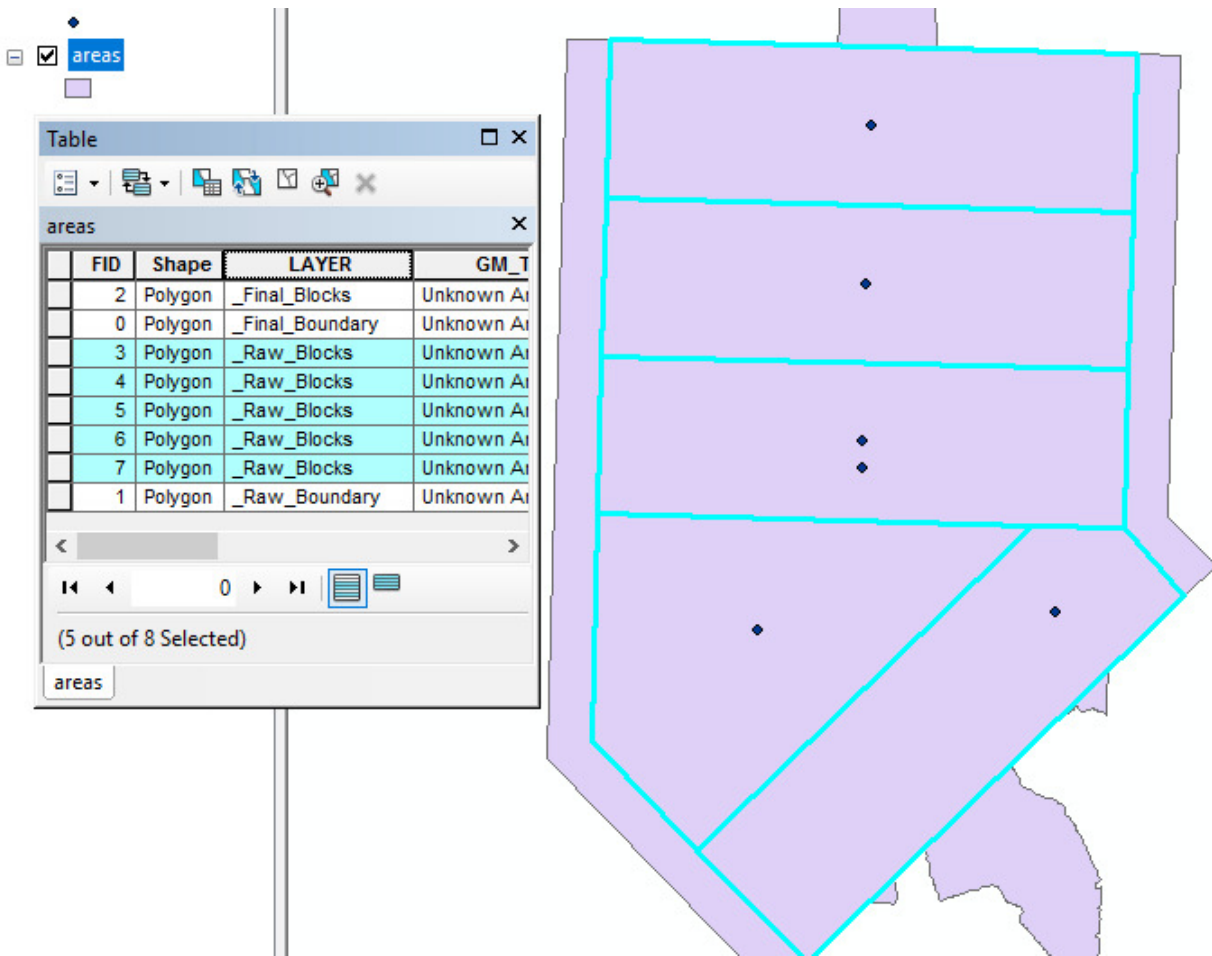 areas
Table
areas
FID Shape LAYER GM_T
2 Polygon _Final_Blocks Unknown Ar
0 Polygon _Final_Boundary Unknown Ar
3 Polygon _Raw_Blocks Unknown Ar
4 Polygon _Raw_Blocks Unknown Ar
5 Polygon _Raw_Blocks Unknown Ar
6 Polygon _Raw_Blocks Unknown Ar
7 Polygon _Raw_Blocks Unknown Ar
1 Polygon _Raw_Boundary Unknown Ar
0
(5 out of 8 Selected)
areas